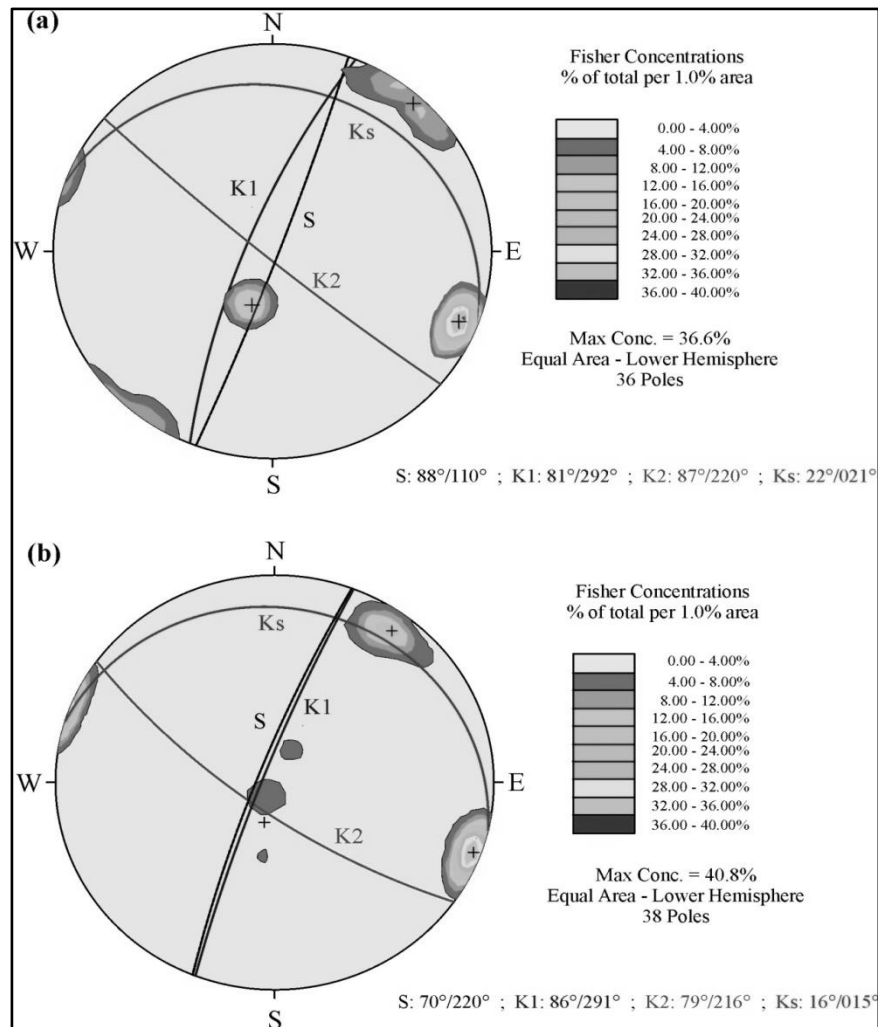 (a)
N
Ks
K1
S
W
E
K2
S
Fisher Concentrations
% of total per 1.0% area
0.00 - 4.00%
4.00 - 8.00%
8.00 - 12.00%
12.00 - 16.00%
16.00 - 20.00%
20.00 - 24.00%
24.00 - 28.00%
28.00 - 32.00%
32.00 - 36.00%
36.00 - 40.00%
Max Conc. = 36.6%
Equal Area - Lower Hemisphere
36 Poles
S: 88°/110° ; K1: 81°/292° ; K2: 87°/220° ; Ks: 22°/021°
(b)
N
Ks
S
K1
W
E
K2
S
Fisher Concentrations
% of total per 1.0% area
0.00 - 4.00%
4.00 - 8.00%
8.00 - 12.00%
12.00 - 16.00%
16.00 - 20.00%
20.00 - 24.00%
24.00 - 28.00%
28.00 - 32.00%
32.00 - 36.00%
36.00 - 40.00%
Max Conc. = 40.8%
Equal Area - Lower Hemisphere
38 Poles
S: 70°/220° ; K1: 86°/291° ; K2: 79°/216° ; Ks: 16°/015°